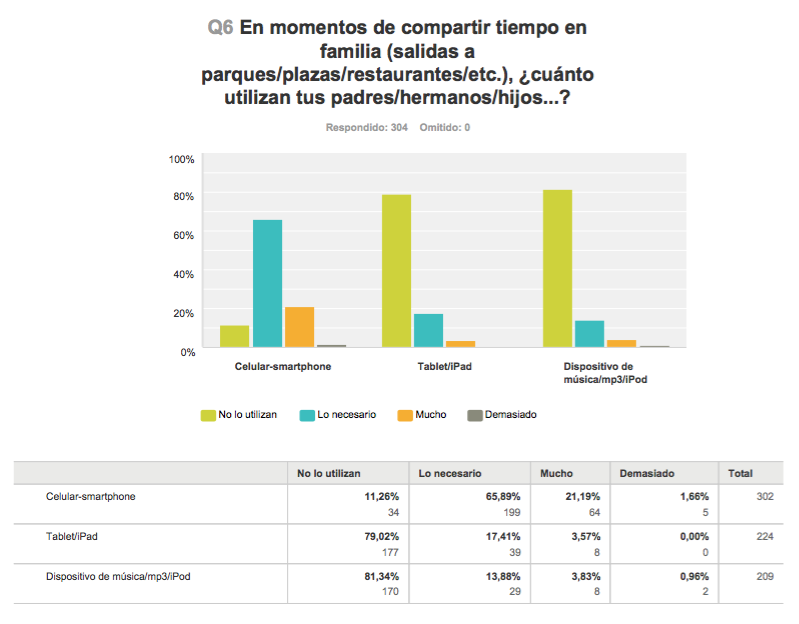 Q6 En momentos de compartir tiempo en
familia (salidas a
parques/plazas/restaurantes/etc.), ¿cuánto
utilizan tus padres/hermanos/hijos...?
Respondido: 304 Omitido: 0
100%
80%
60%
40%
20%
0%
Celular-smartphone Tablet/iPad Dispositivo de
música/mp3/iPod
No lo utilizan Lo necesario Mucho Demasiado
No lo utilizan Lo necesario Mucho Demasiado Total
Celular-smartphone 11,26% 65,89% 21,19% 1,66% 302
34 199 64 5
Tablet/iPad 79,02% 17,41% 3,57% 0,00% 224
177 39 8 0
Dispositivo de música/mp3/iPod 81,34% 13,88% 3,83% 0,96% 209
170 29 8 2